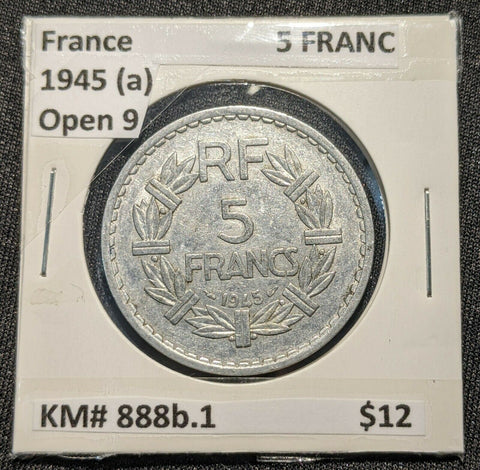 France 5 FRANC
1945 (a)
Open 9
RF
5
FRANCS
1945
KM# 888b.1 $12